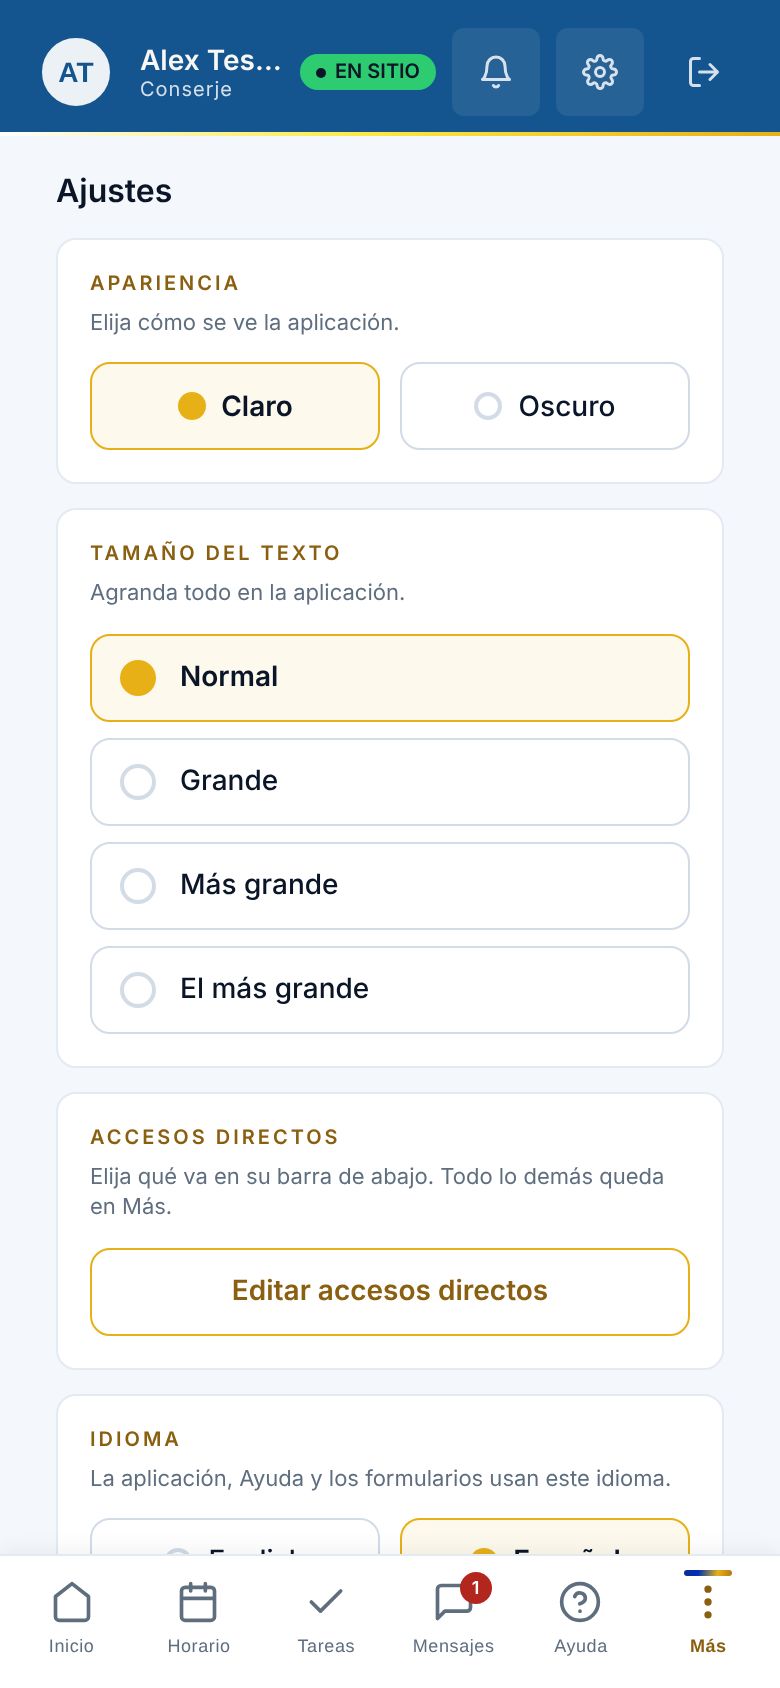 AT
Alex Tes...
Conserje
EN SITIO
Ajustes
APARIENCIA
Elija cómo se ve la aplicación.
Claro
Oscuro
TAMAÑO DEL TEXTO
Agranda todo en la aplicación.
Normal
Grande
Más grande
El más grande
ACCESOS DIRECTOS
Elija qué va en su barra de abajo. Todo lo demás queda
en Más.
Editar accesos directos
IDIOMA
La aplicación, Ayuda y los formularios usan este idioma.
1
Inicio
Horario
Tareas
Mensajes
Ayuda
Más